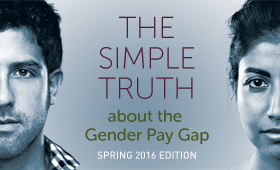 THE
SIMPLE
TRUTH
about the
Gender Pay Gap
SPRING 2016 EDITION